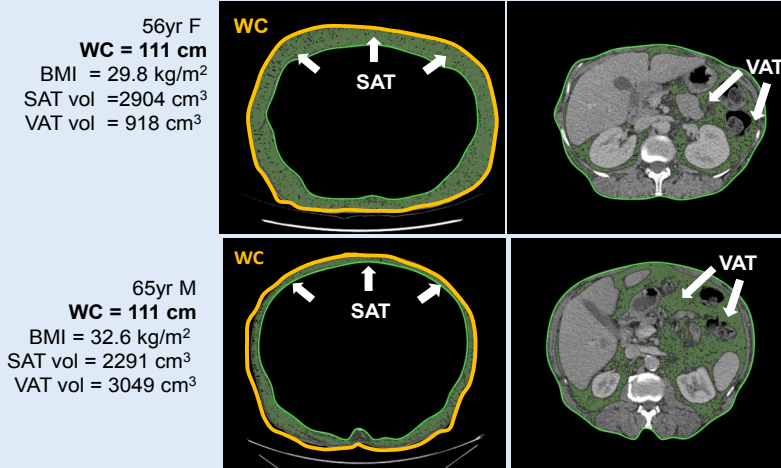 56yr F
WC = 111 cm
BMI = 29.8 kg/m²
SAT vol =2904 cm³
VAT vol = 918 cm³
WC
SAT
VAT
65yr M
WC = 111 cm
BMI = 32.6 kg/m²
SAT vol = 2291 cm³
VAT vol = 3049 cm³
WC
SAT
VAT